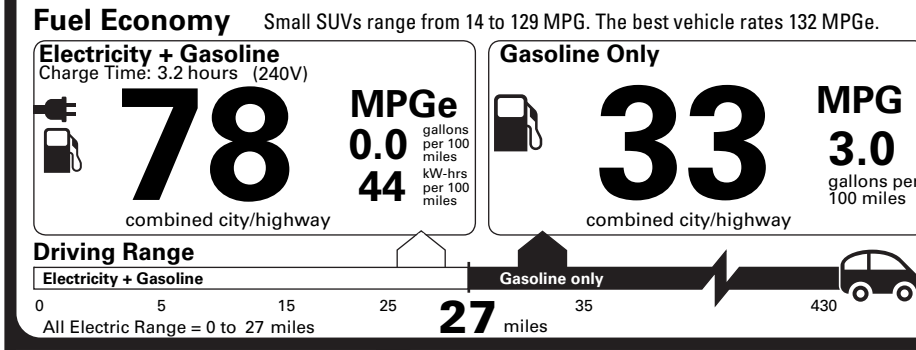 Fuel Economy Small SUVs range from 14 to 129 MPG. The best vehicle rates 132 MPGe.
Electricity + Gasoline
Charge Time: 3.2 hours (240V)
78
MPGe
0.0 gallons per 100 miles
44 kW-hrs per 100 miles
combined city/highway
Gasoline Only
33
MPG
3.0
gallons per
100 miles
combined city/highway
Driving Range
Electricity + Gasoline Gasoline only
0 5 15 25 35 430
27 miles
All Electric Range = 0 to 27 miles